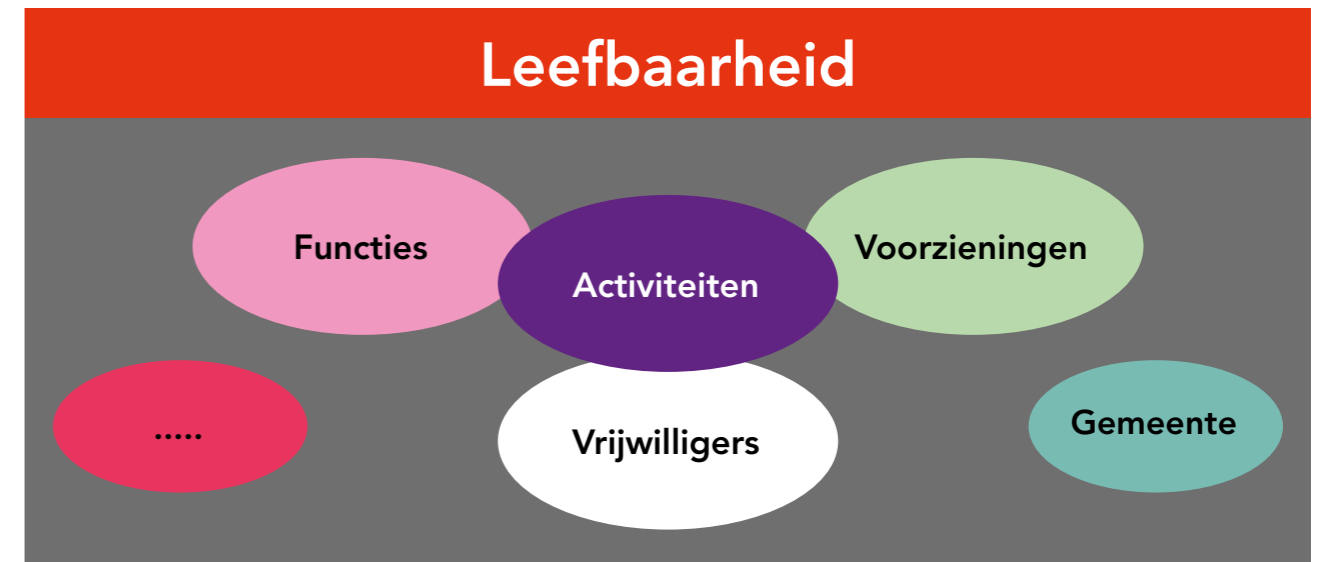 Leefbaarheid
Functies
Voorzieningen
Activiteiten
.....
Gemeente
Vrijwilligers